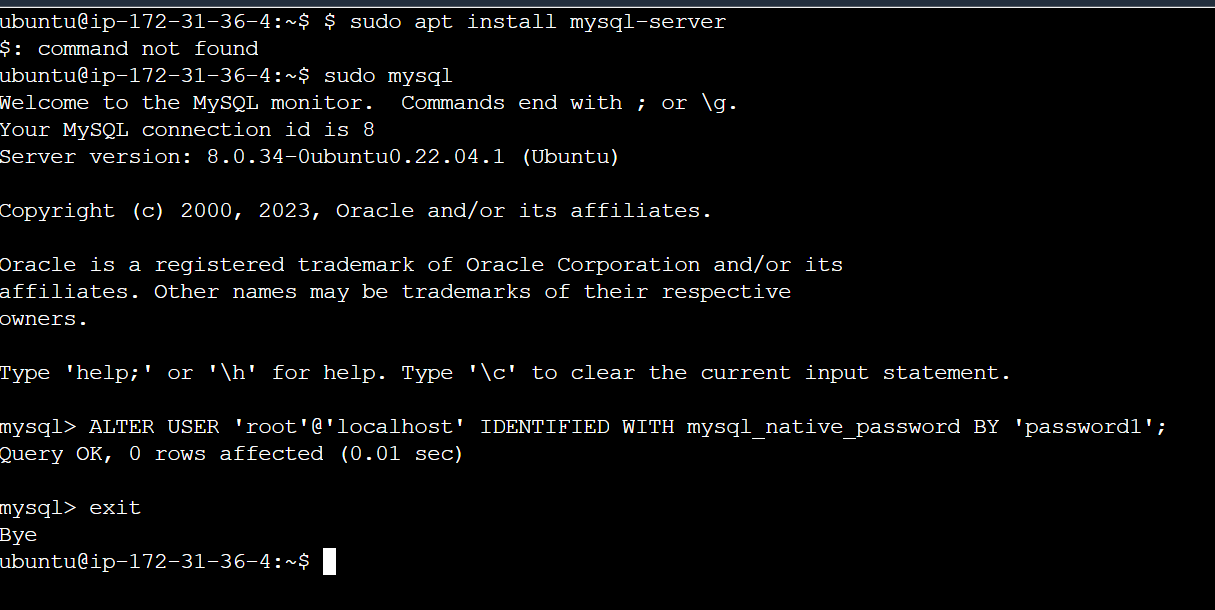 ubuntu@ip-172-31-36-4:~$ $ sudo apt install mysql-server
$: command not found
ubuntu@ip-172-31-36-4:~$ sudo mysql
Welcome to the MySQL monitor.  Commands end with ; or \g.
Your MySQL connection id is 8
Server version: 8.0.34-0ubuntu0.22.04.1 (Ubuntu)
Copyright (c) 2000, 2023, Oracle and/or its affiliates.
Oracle is a registered trademark of Oracle Corporation and/or its
affiliates. Other names may be trademarks of their respective
owners.
Type 'help;' or '\h' for help. Type '\c' to clear the current input statement.
mysql> ALTER USER 'root'@'localhost' IDENTIFIED WITH mysql_native_password BY 'password1';
Query OK, 0 rows affected (0.01 sec)
mysql> exit
Bye
ubuntu@ip-172-31-36-4:~$